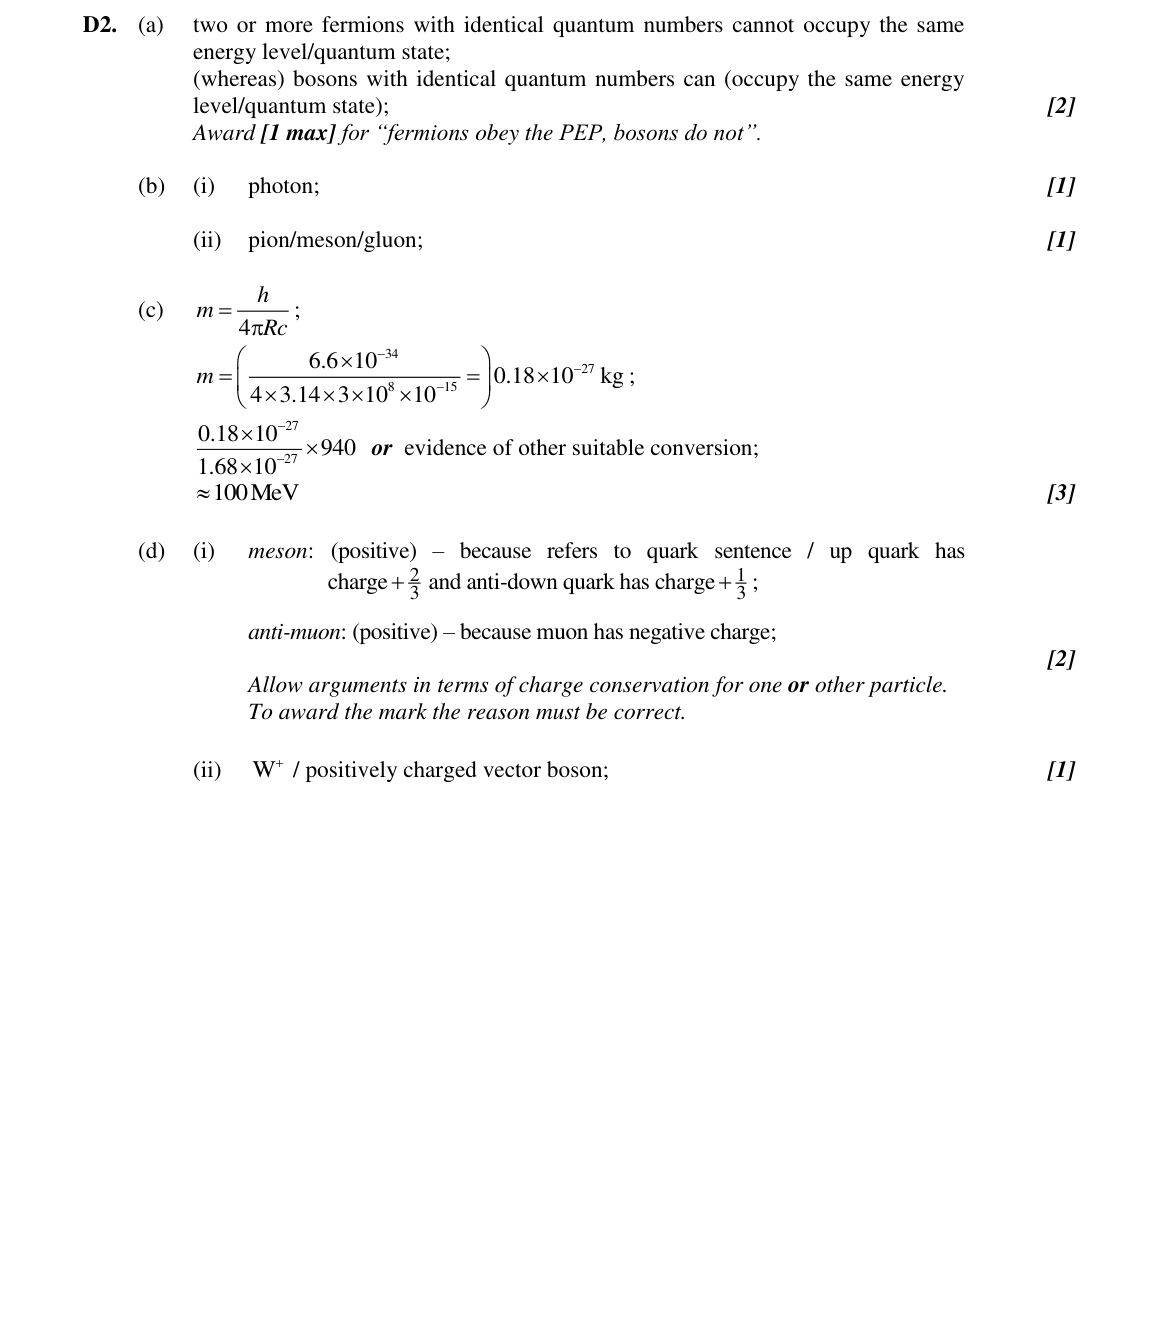 D2. (a) two or more fermions with identical quantum numbers cannot occupy the same
energy level/quantum state;
(whereas) bosons with identical quantum numbers can (occupy the same energy
level/quantum state); [2]
Award [1 max] for “fermions obey the PEP, bosons do not”.
(b) (i) photon; [1]
(ii) pion/meson/gluon; [1]
(c) m = h / 4πRc ;
m = ( 6.6×10⁻³⁴ / 4×3.14×3×10⁸×10⁻¹⁵ = ) 0.18×10⁻²⁷ kg ;
0.18×10⁻²⁷ / 1.68×10⁻²⁷ ×940 or evidence of other suitable conversion;
≈100 MeV [3]
(d) (i) meson: (positive) – because refers to quark sentence / up quark has
charge + 2/3 and anti-down quark has charge + 1/3 ;
anti-muon: (positive) – because muon has negative charge;
[2]
Allow arguments in terms of charge conservation for one or other particle.
To award the mark the reason must be correct.
(ii) W⁺ / positively charged vector boson; [1]